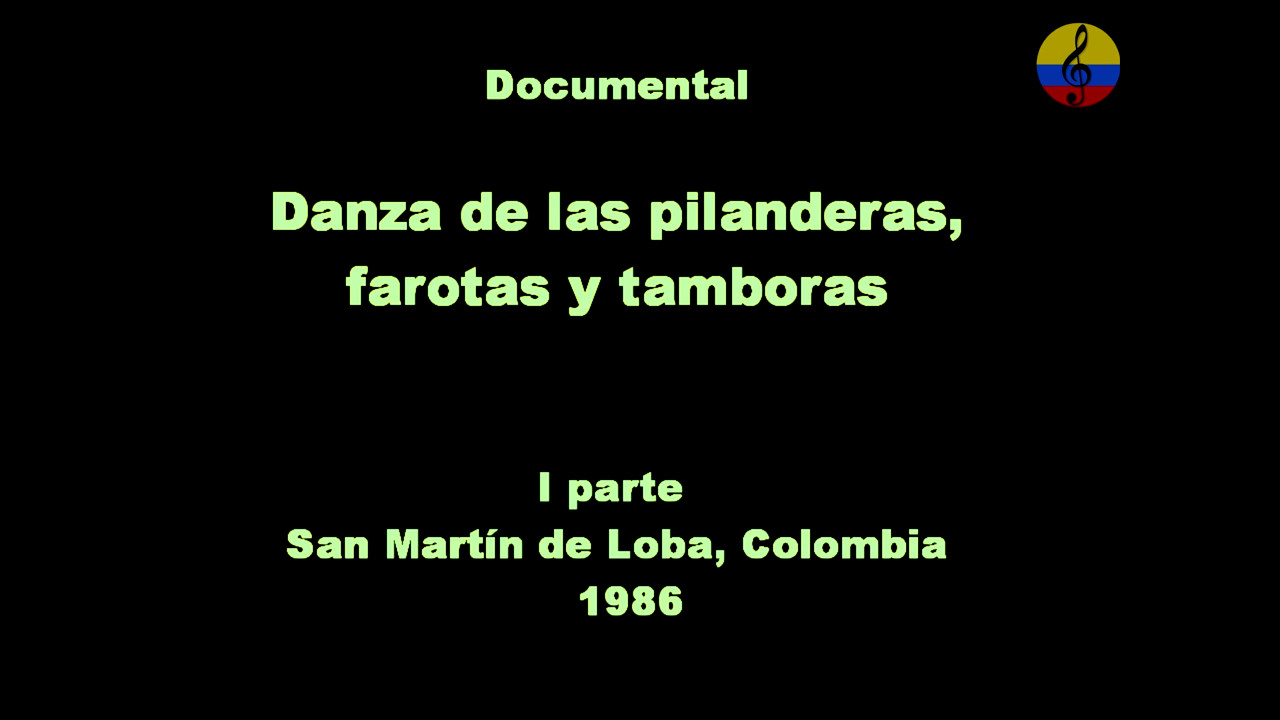 Documental
Danza de las pilanderas,
farotas y tamboras
I parte
San Martín de Loba, Colombia
1986